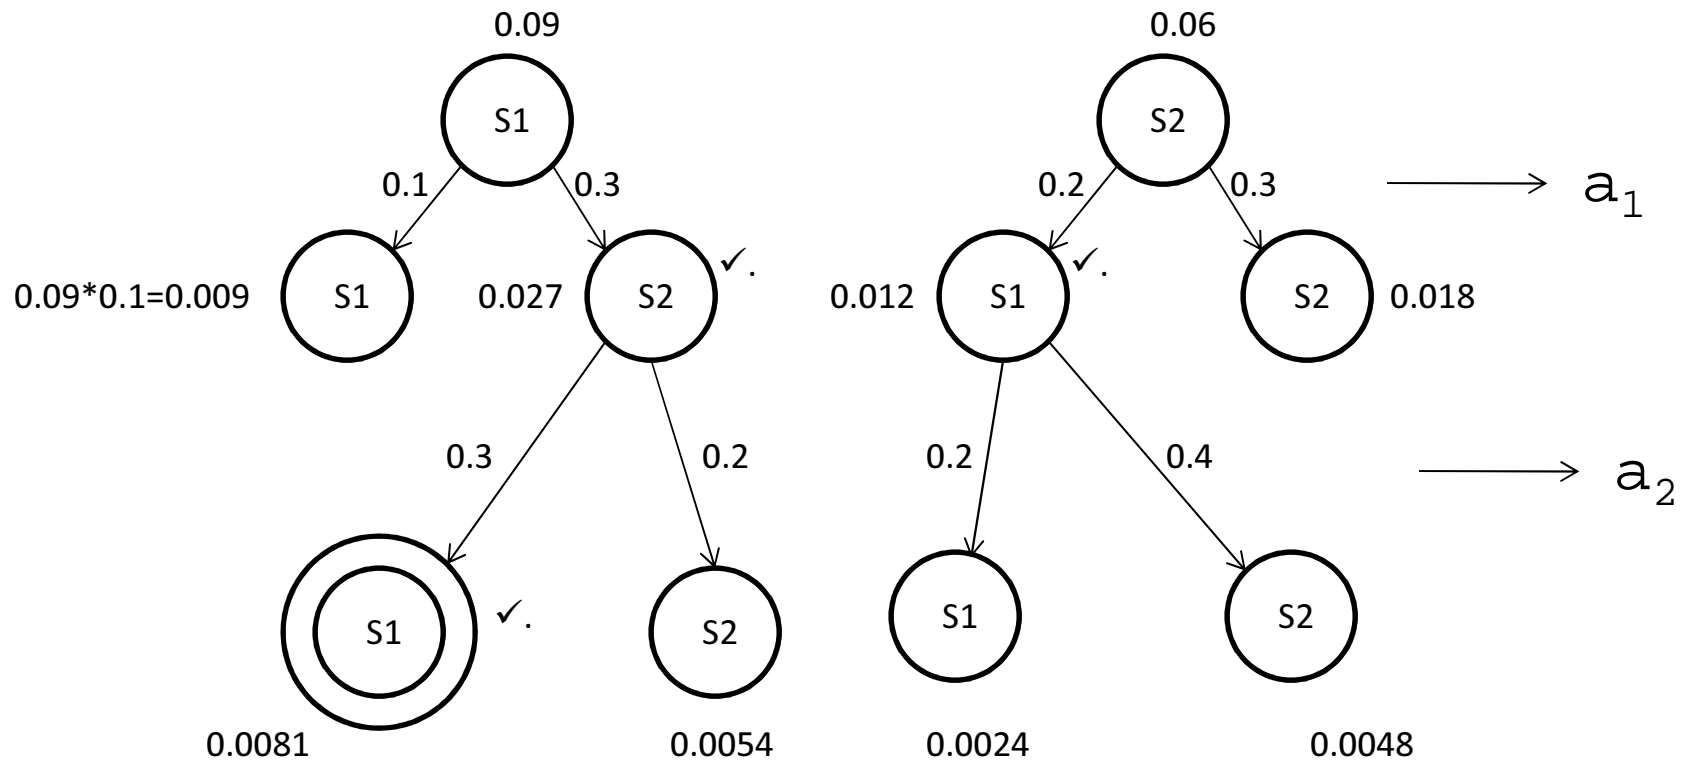 0.09 0.06
S1 S2
0.1 0.3 0.2 0.3 a₁
✓. ✓.
0.09*0.1=0.009 S1 0.027 S2 0.012 S1 S2 0.018
0.3 0.2 0.2 0.4 a₂
S1 ✓. S2 S1 S2
0.0081 0.0054 0.0024 0.0048